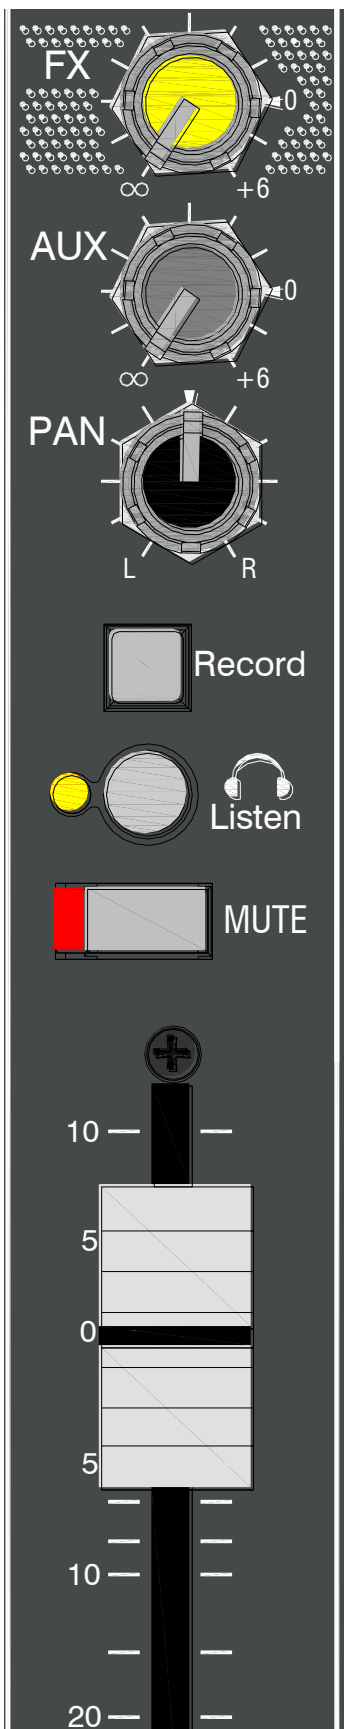 FX
0
∞ +6
AUX
0
∞ +6
PAN
L R
Record
Listen
MUTE
10
5
0
5
10
20